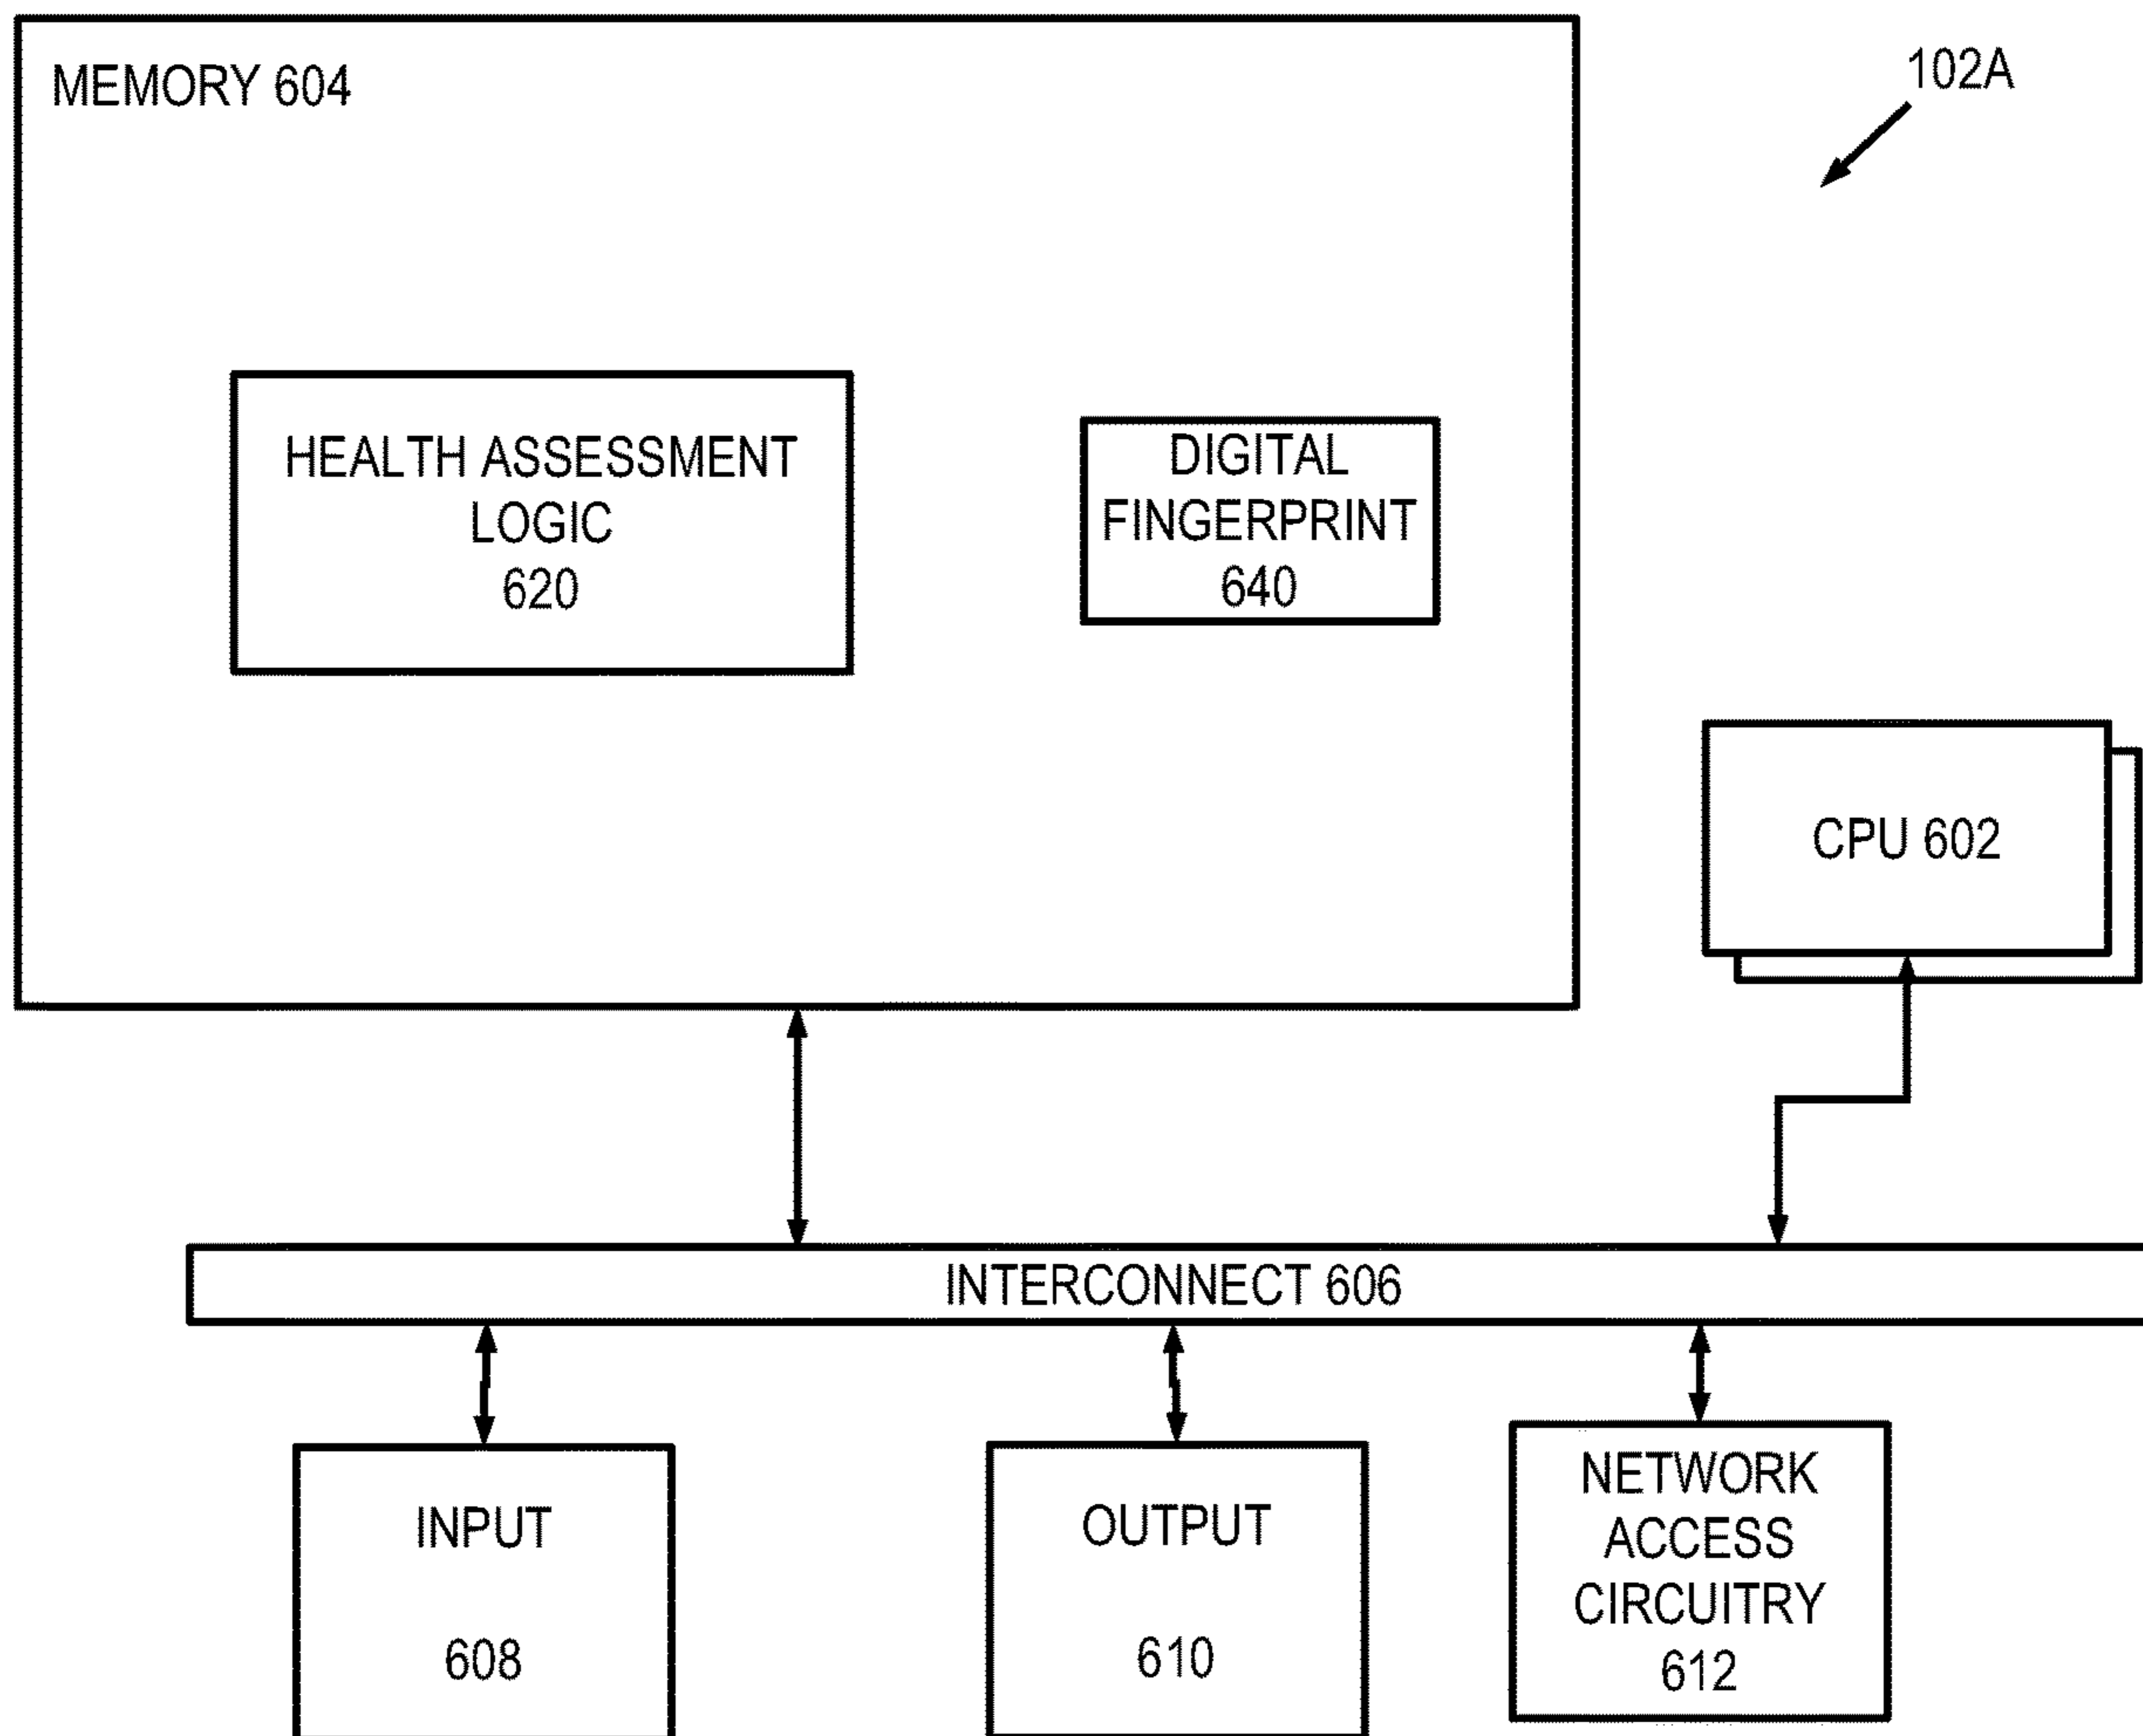 MEMORY 604
102A
HEALTH ASSESSMENT
LOGIC
620
DIGITAL
FINGERPRINT
640
CPU 602
INTERCONNECT 606
INPUT
608
OUTPUT
610
NETWORK
ACCESS
CIRCUITRY
612